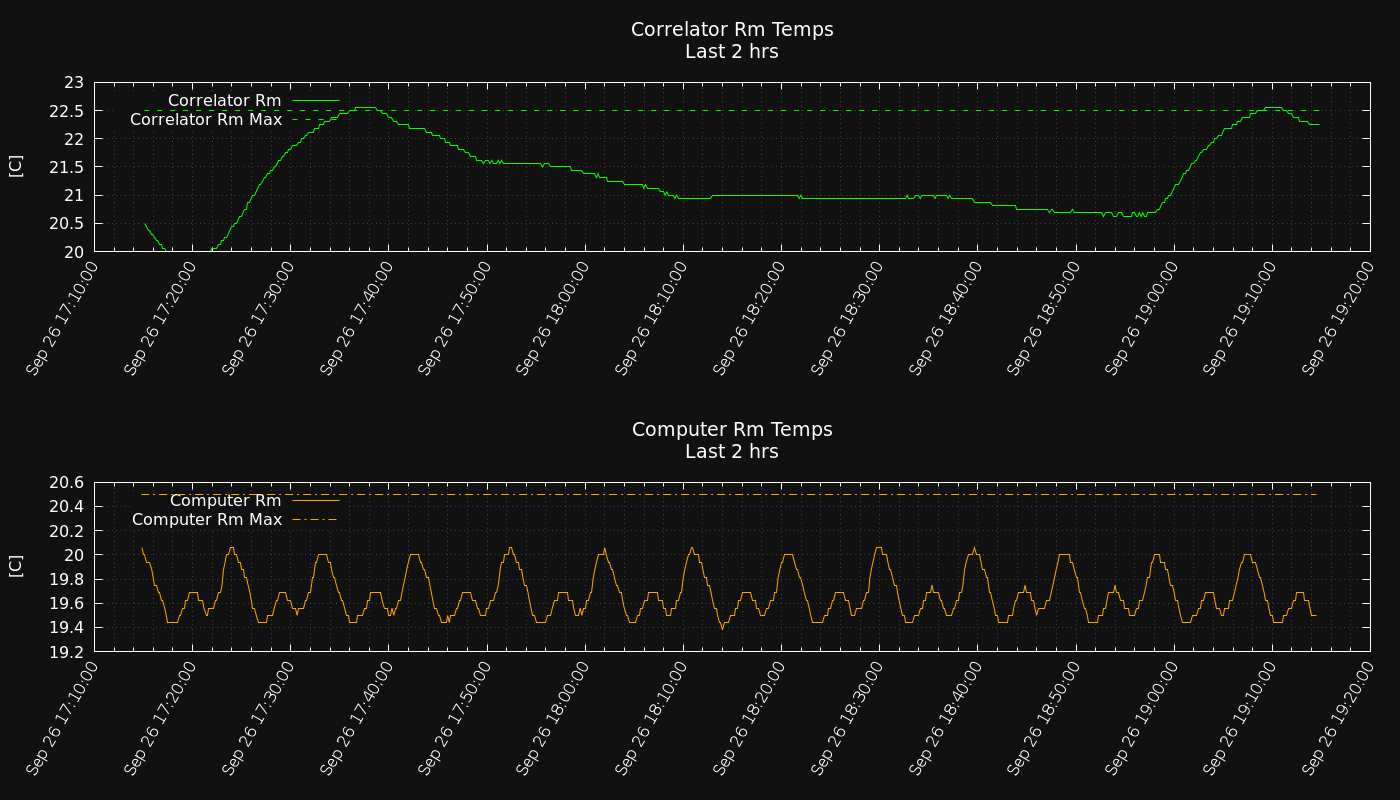 Correlator Rm Temps
Last 2 hrs
23
22.5
22
21.5
21
20.5
20
[C]
Correlator Rm
Correlator Rm Max
Sep 26 17:10:00
Sep 26 17:20:00
Sep 26 17:30:00
Sep 26 17:40:00
Sep 26 17:50:00
Sep 26 18:00:00
Sep 26 18:10:00
Sep 26 18:20:00
Sep 26 18:30:00
Sep 26 18:40:00
Sep 26 18:50:00
Sep 26 19:00:00
Sep 26 19:10:00
Sep 26 19:20:00
Computer Rm Temps
Last 2 hrs
20.6
20.4
20.2
20
19.8
19.6
19.4
19.2
[C]
Computer Rm
Computer Rm Max
Sep 26 17:10:00
Sep 26 17:20:00
Sep 26 17:30:00
Sep 26 17:40:00
Sep 26 17:50:00
Sep 26 18:00:00
Sep 26 18:10:00
Sep 26 18:20:00
Sep 26 18:30:00
Sep 26 18:40:00
Sep 26 18:50:00
Sep 26 19:00:00
Sep 26 19:10:00
Sep 26 19:20:00